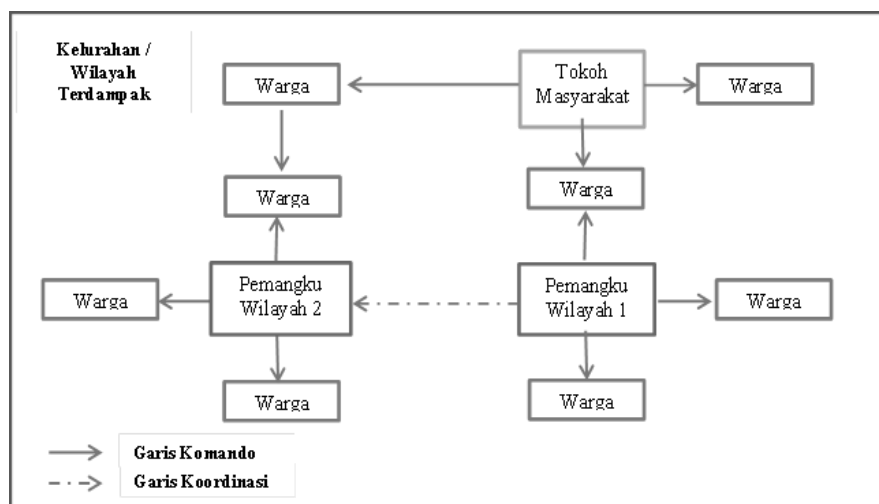 Kelurahan /
Wilayah
Terdampak
Warga
Tokoh
Masyarakat
Warga
Warga
Warga
Warga
Pemangku
Wilayah 2
Pemangku
Wilayah 1
Warga
Warga
Warga
Garis Komando
Garis Koordinasi